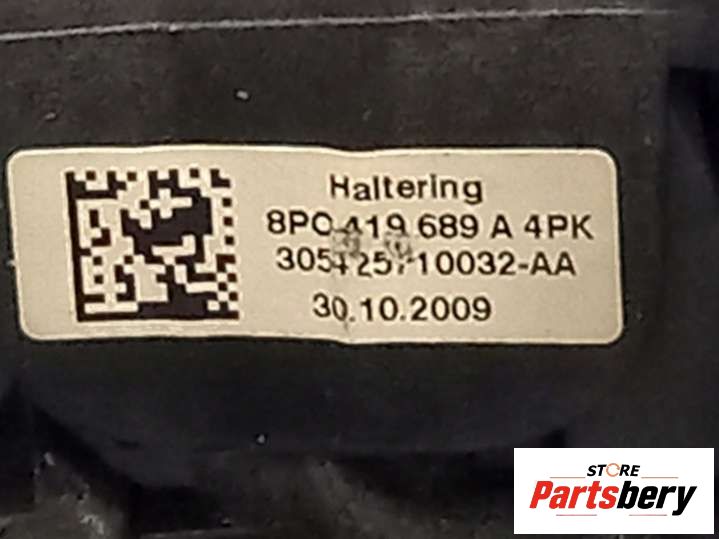 Haltering
8P0 419 689 A 4PK
30.10.2009
STORE
Partsbery